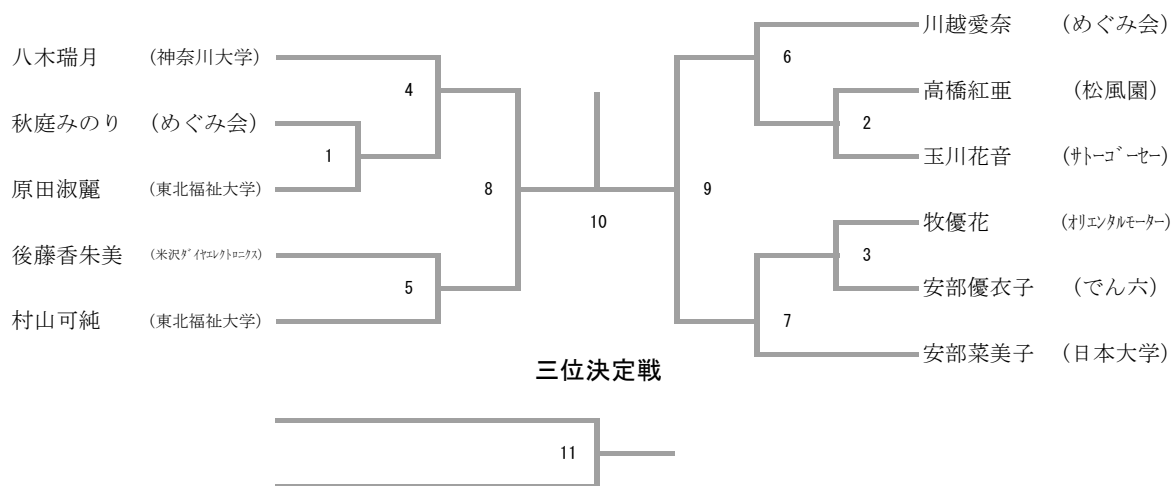 八木瑞月 (神奈川大学)
秋庭みのり (めぐみ会)
原田淑麗 (東北福祉大学)
後藤香朱美 (米沢ﾀﾞｲﾔｴﾚｸﾄﾛﾆｸｽ)
村山可純 (東北福祉大学)
4
1
8
5
10
川越愛奈 (めぐみ会)
高橋紅亜 (松風園)
玉川花音 (ｻﾄｰｺﾞｰｾｰ)
牧優花 (ｵﾘｴﾝﾀﾙﾓｰﾀｰ)
安部優衣子 (でん六)
安部菜美子 (日本大学)
6
2
9
3
7
三位決定戦
11